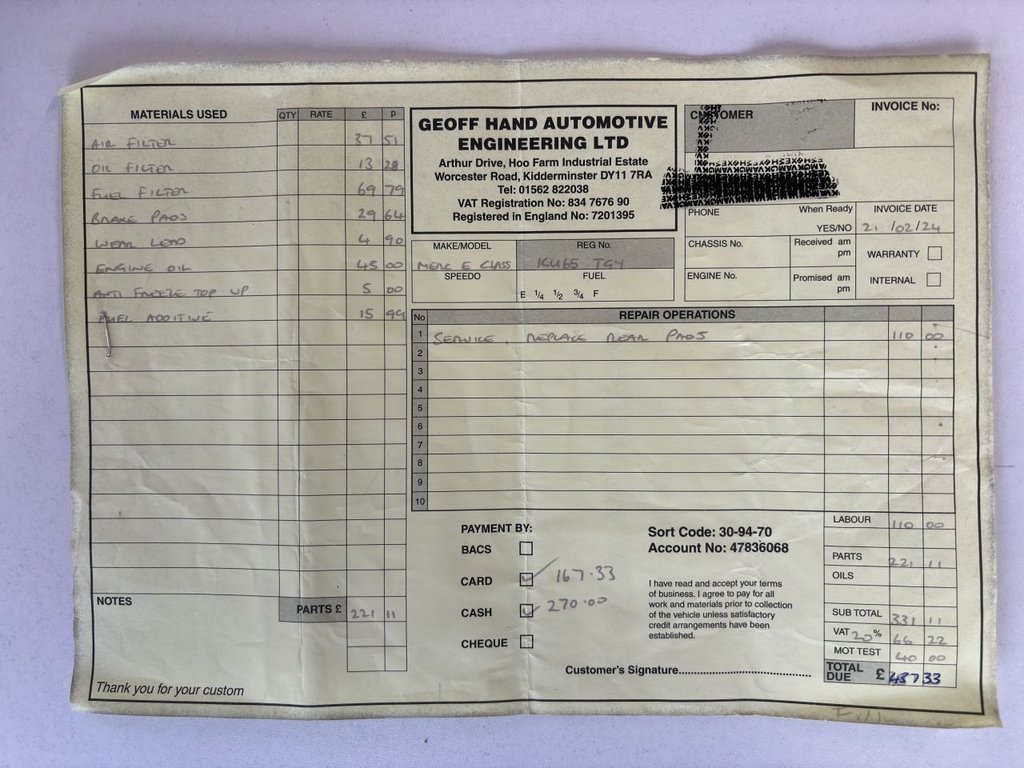 MATERIALS USED QTY RATE £ p
AIR FILTER 37 51
OIL FILTER 13 28
FUEL FILTER 69 79
BRAKE PADS 29 64
WEAR LEAD 4 90
ENGINE OIL 45 00
ANTI FREEZE TOP UP 5 00
FUEL ADDITIVE 15 99
NOTES
PARTS £ 221 11
Thank you for your custom
GEOFF HAND AUTOMOTIVE
ENGINEERING LTD
Arthur Drive, Hoo Farm Industrial Estate
Worcester Road, Kidderminster DY11 7RA
Tel: 01562 822038
VAT Registration No: 834 7676 90
Registered in England No: 7201395
CUSTOMER
INVOICE No:
PHONE When Ready
YES/NO
INVOICE DATE
21/02/24
MAKE/MODEL
MERC E CLASS
REG No.
KU65 TGY
SPEEDO
FUEL
E 1/4 1/2 3/4 F
CHASSIS No.
Received am
pm
WARRANTY
ENGINE No.
Promised am
pm
INTERNAL
No REPAIR OPERATIONS
1 SERVICE, REPLACE REAR PADS 110 00
2
3
4
5
6
7
8
9
10
PAYMENT BY:
BACS
CARD 167.33
CASH 270.00
CHEQUE
Sort Code: 30-94-70
Account No: 47836068
I have read and accept your terms
of business. I agree to pay for all
work and materials prior to collection
of the vehicle unless satisfactory
credit arrangements have been
established.
Customer's Signature
LABOUR 110 00
PARTS 221 11
OILS
SUB TOTAL 331 11
VAT 20 % 66 22
MOT TEST 40 00
TOTAL
DUE £ 437 33